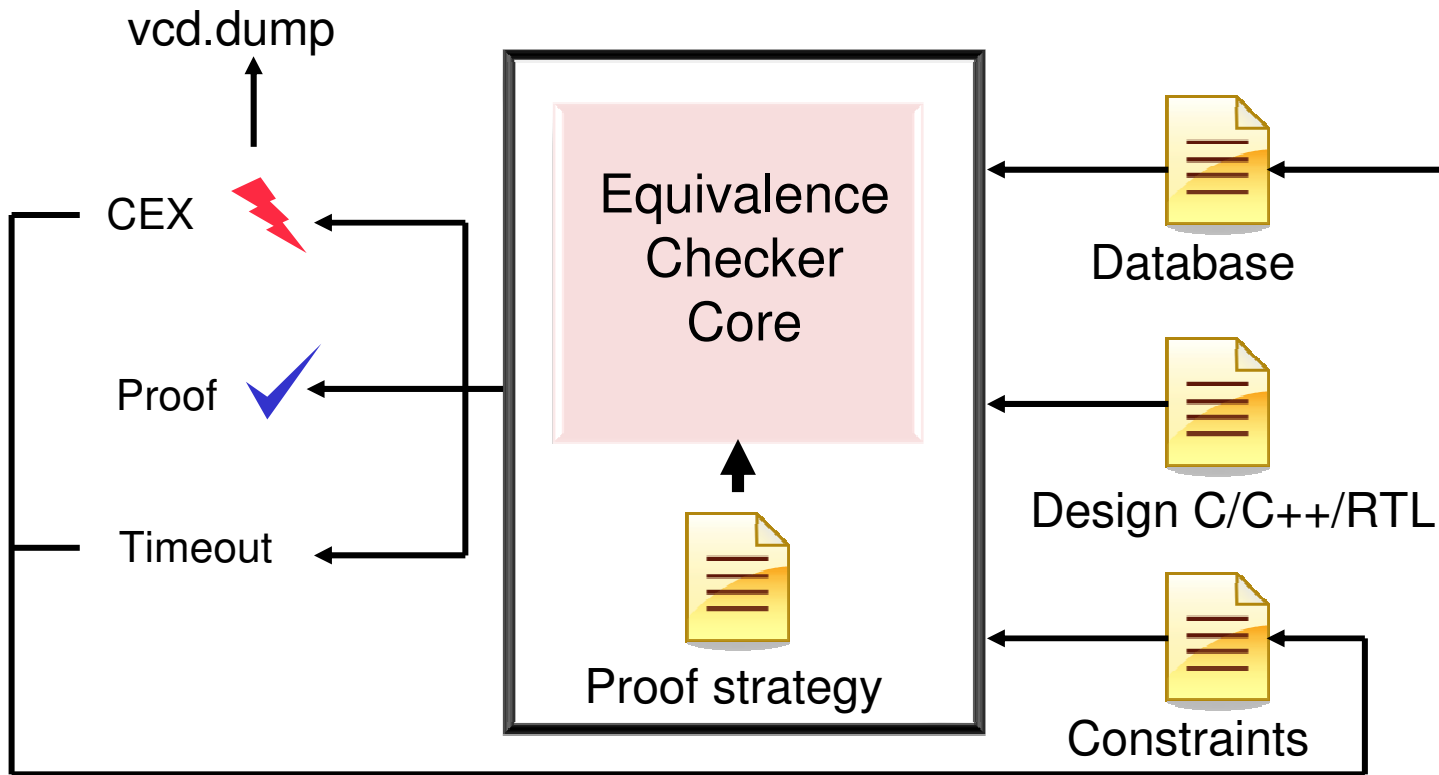 vcd.dump
CEX
Proof
Timeout
Equivalence
Checker
Core
Proof strategy
Database
Design C/C++/RTL
Constraints